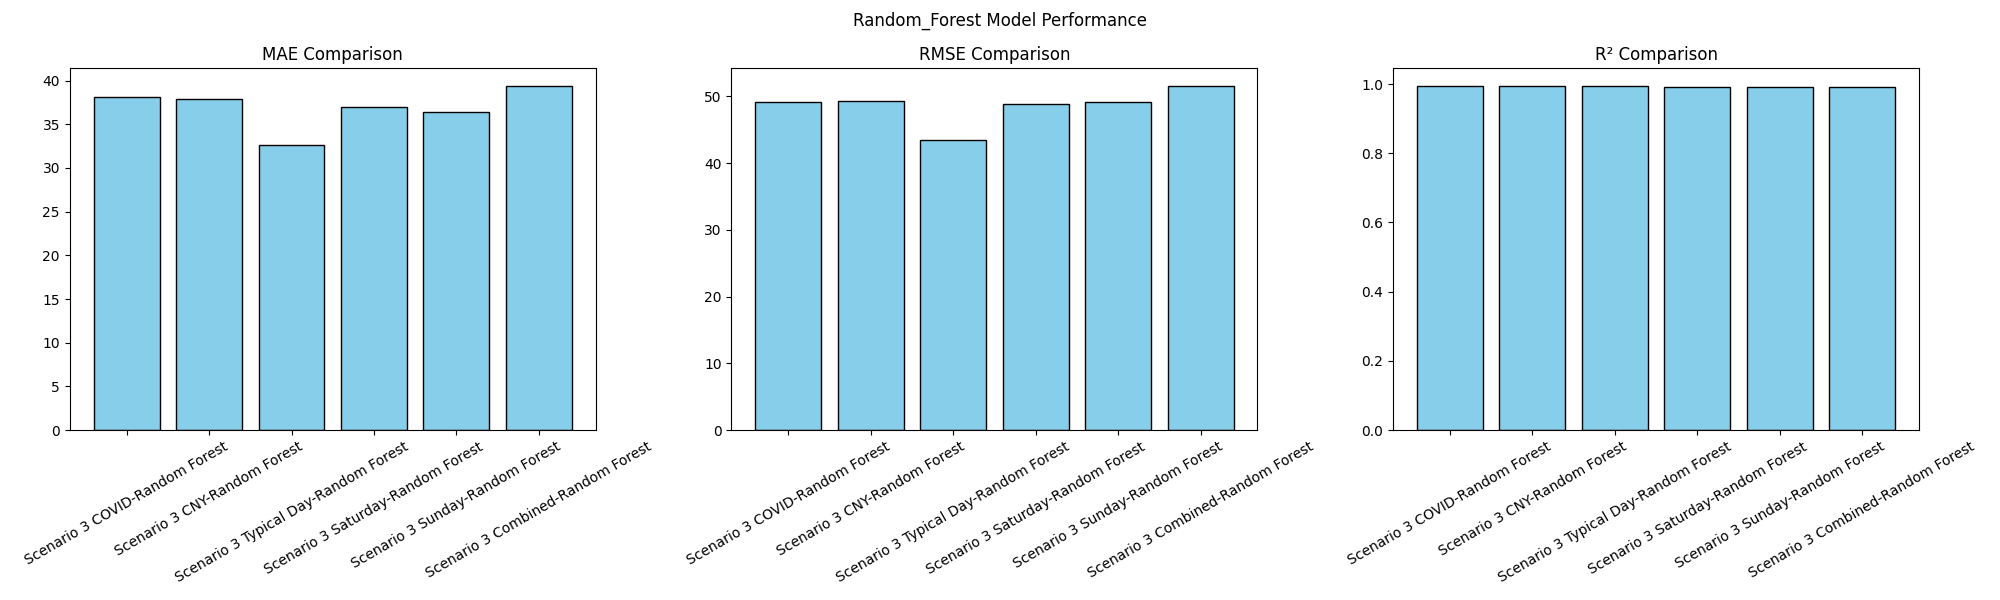 Random_Forest Model Performance
MAE Comparison
40
35
30
25
20
15
10
5
0
Scenario 3 COVID-Random Forest
Scenario 3 CNY-Random Forest
Scenario 3 Typical Day-Random Forest
Scenario 3 Saturday-Random Forest
Scenario 3 Sunday-Random Forest
Scenario 3 Combined-Random Forest
RMSE Comparison
50
40
30
20
10
0
Scenario 3 COVID-Random Forest
Scenario 3 CNY-Random Forest
Scenario 3 Typical Day-Random Forest
Scenario 3 Saturday-Random Forest
Scenario 3 Sunday-Random Forest
Scenario 3 Combined-Random Forest
R² Comparison
1.0
0.8
0.6
0.4
0.2
0.0
Scenario 3 COVID-Random Forest
Scenario 3 CNY-Random Forest
Scenario 3 Typical Day-Random Forest
Scenario 3 Saturday-Random Forest
Scenario 3 Sunday-Random Forest
Scenario 3 Combined-Random Forest